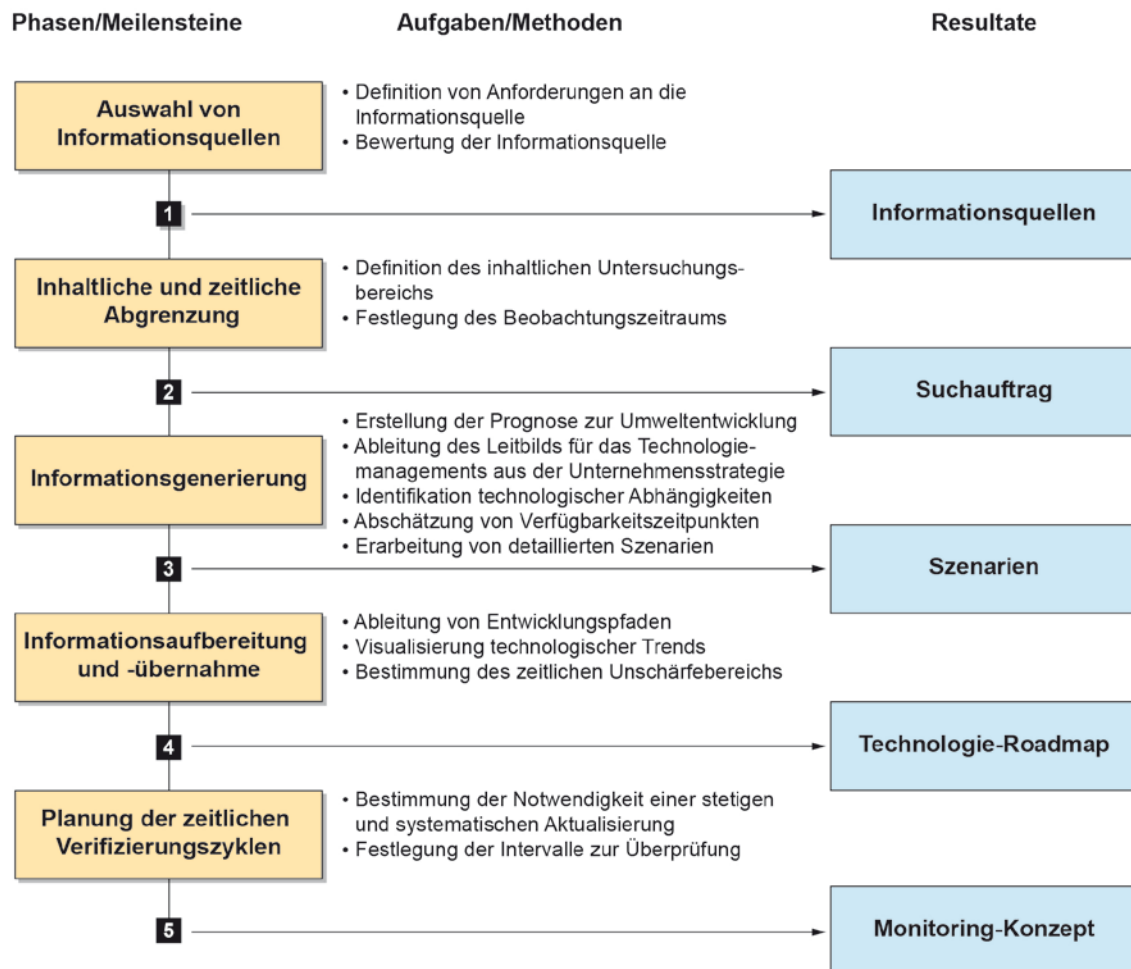 Phasen/Meilensteine
Aufgaben/Methoden
Resultate
Auswahl von
Informationsquellen
• Definition von Anforderungen an die
Informationsquelle
• Bewertung der Informationsquelle
1
Informationsquellen
Inhaltliche und zeitliche
Abgrenzung
• Definition des inhaltlichen Untersuchungs-
bereichs
• Festlegung des Beobachtungszeitraums
2
Suchauftrag
Informationsgenerierung
• Erstellung der Prognose zur Umweltentwicklung
• Ableitung des Leitbilds für das Technologie-
managements aus der Unternehmensstrategie
• Identifikation technologischer Abhängigkeiten
• Abschätzung von Verfügbarkeitszeitpunkten
• Erarbeitung von detaillierten Szenarien
3
Szenarien
Informationsaufbereitung
und -übernahme
• Ableitung von Entwicklungspfaden
• Visualisierung technologischer Trends
• Bestimmung des zeitlichen Unschärfebereichs
4
Technologie-Roadmap
Planung der zeitlichen
Verifizierungszyklen
• Bestimmung der Notwendigkeit einer stetigen
und systematischen Aktualisierung
• Festlegung der Intervalle zur Überprüfung
5
Monitoring-Konzept